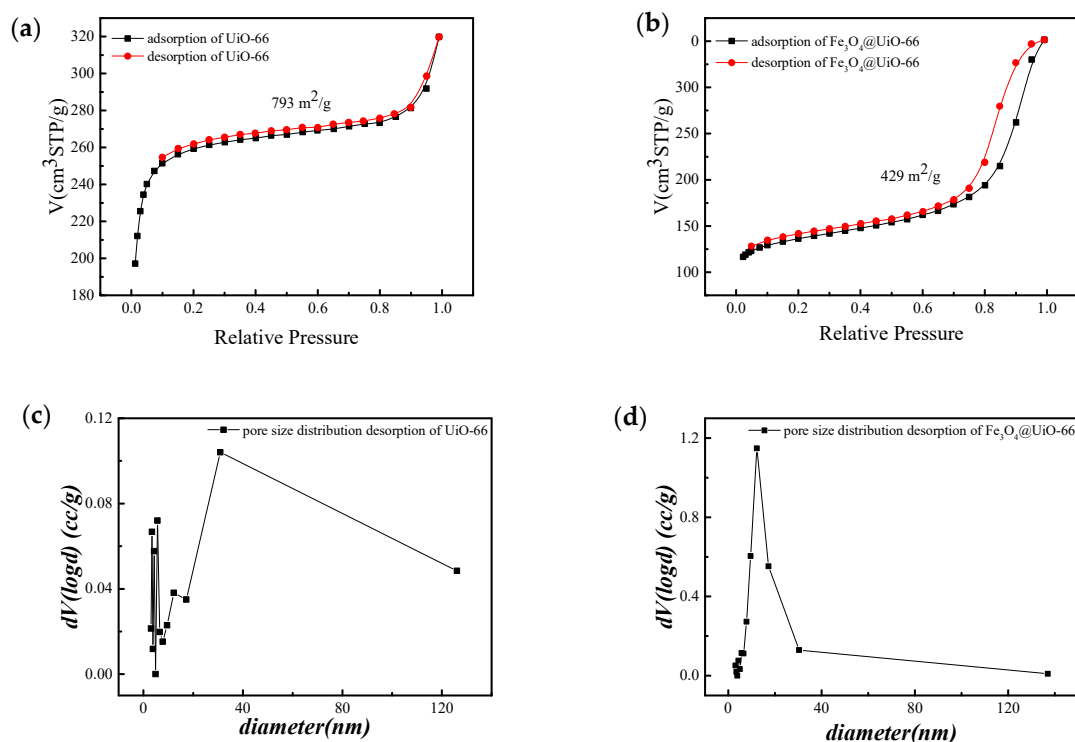 (a)
adsorption of UiO-66
desorption of UiO-66
793 m²/g
V(cm³STP/g)
320
300
280
260
240
220
200
180
0.0 0.2 0.4 0.6 0.8 1.0
Relative Pressure
(b)
adsorption of Fe₃O₄@UiO-66
desorption of Fe₃O₄@UiO-66
429 m²/g
V(cm³STP/g)
0
300
250
200
150
100
0.0 0.2 0.4 0.6 0.8 1.0
Relative Pressure
(c)
pore size distribution desorption of UiO-66
dV(logd) (cc/g)
0.12
0.08
0.04
0.00
0 40 80 120
diameter(nm)
(d)
pore size distribution desorption of Fe₃O₄@UiO-66
dV(logd) (cc/g)
1.2
0.8
0.4
0.0
0 40 80 120
diameter(nm)